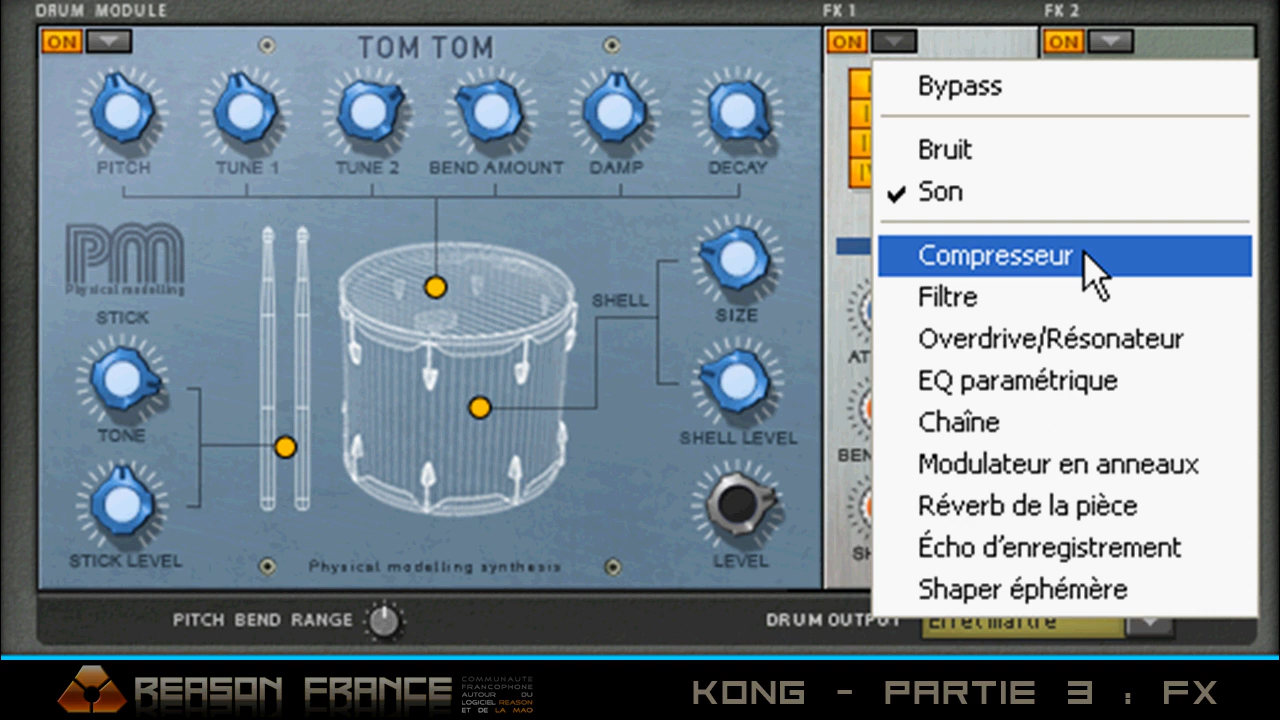 DRUM MODULE
FX 1
FX 2
ON
TOM TOM
ON
ON
PITCH
TUNE 1
TUNE 2
BEND AMOUNT
DAMP
DECAY
PM
Physical modelling
STICK
SHELL
SIZE
TONE
SHELL LEVEL
STICK LEVEL
LEVEL
Physical modelling synthesis
Bypass
Bruit
Son
Compresseur
Filtre
Overdrive/Résonateur
EQ paramétrique
Chaîne
Modulateur en anneaux
Réverb de la pièce
Écho d'enregistrement
Shaper éphémère
AT
BEN
SH
PITCH BEND RANGE
DRUM OUTPUT
Effet maître
REASON FRANCE
COMMUNAUTE
FRANCOPHONE
AUTOUR DU
LOGICIEL REASON
ET DE LA MAO
KONG - PARTIE 3 : FX